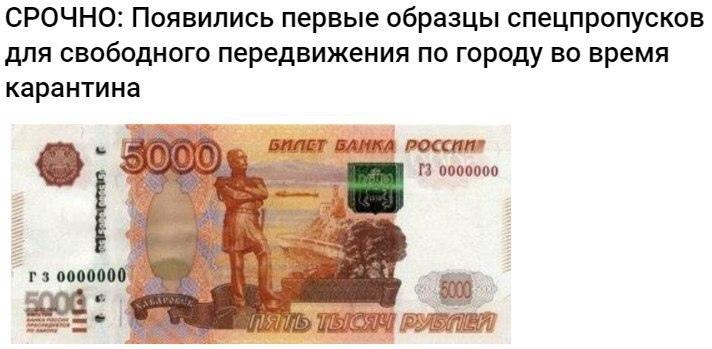 СРОЧНО: Появились первые образцы спецпропусков
для свободного передвижения по городу во время
карантина
5000
БИЛЕТ БАНКА РОССИИ
ГЗ 0000000
ГЗ 0000000
5000
ХАБАРОВСК
5000
ПЯТЬ ТЫСЯЧ РУБЛЕЙ